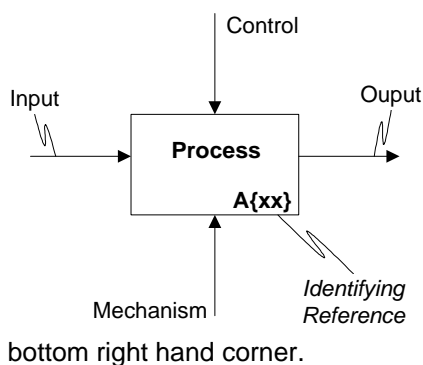 Control
Input
Ouput
Process
A{xx}
Mechanism
Identifying
Reference
bottom right hand corner.